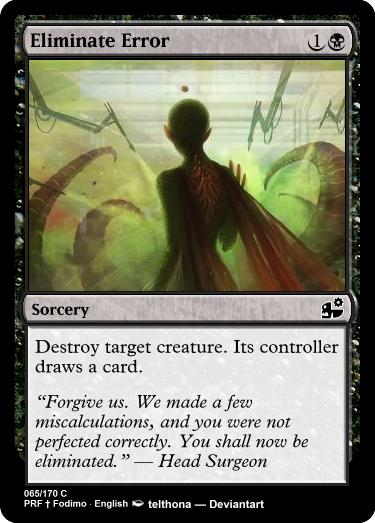 Eliminate Error 1
Sorcery
Destroy target creature. Its controller
draws a card.
“Forgive us. We made a few
miscalculations, and you were not
perfected correctly. You shall now be
eliminated.” — Head Surgeon
065/170 C
PRF † Fodimo · English telthona — Deviantart